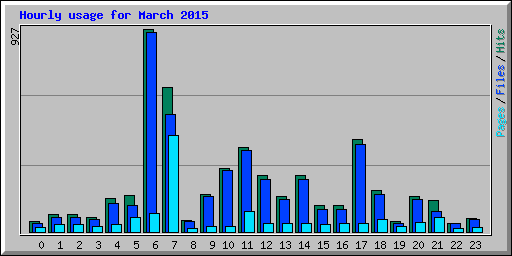 Hourly usage for March 2015
927
Pages/Files/Hits
0 1 2 3 4 5 6 7 8 9 10 11 12 13 14 15 16 17 18 19 20 21 22 23